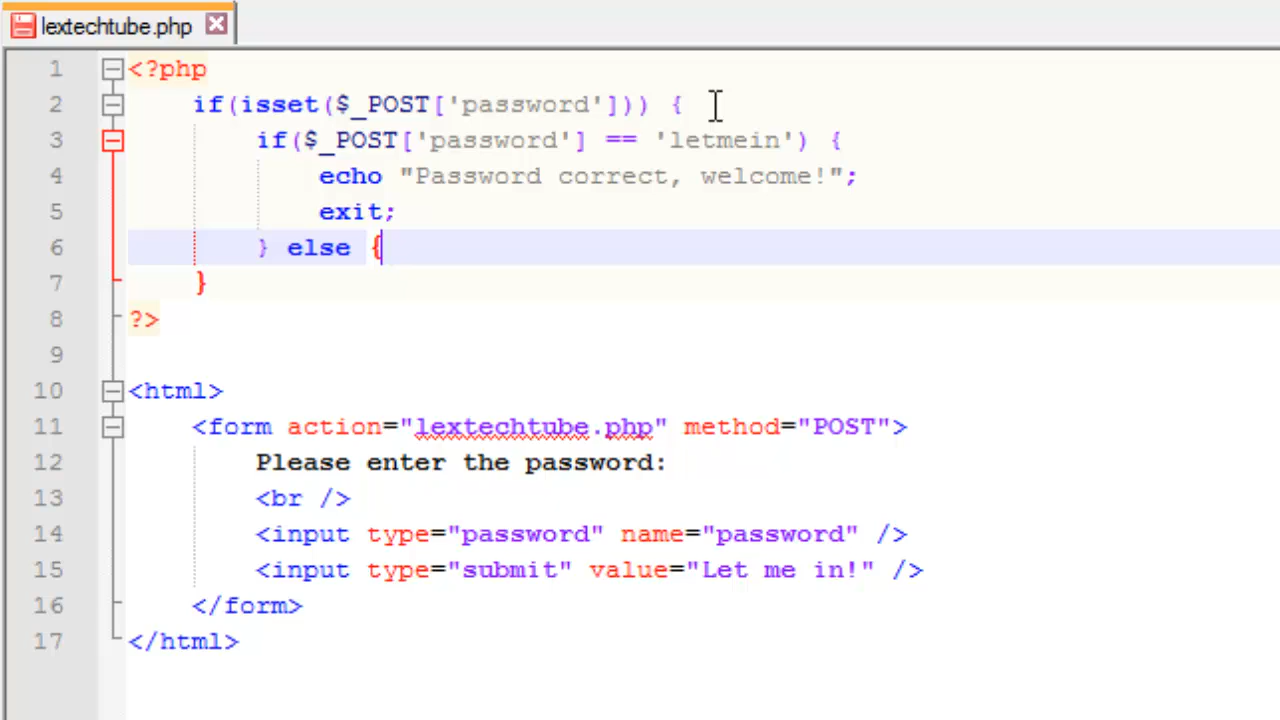 lextechtube.php
1 <?php
2 if(isset($_POST['password'])) {
3 if($_POST['password'] == 'letmein') {
4 echo "Password correct, welcome!";
5 exit;
6 } else {
7 }
8 ?>
9
10 <html>
11 <form action="lextechtube.php" method="POST">
12 Please enter the password:
13 <br />
14 <input type="password" name="password" />
15 <input type="submit" value="Let me in!" />
16 </form>
17 </html>